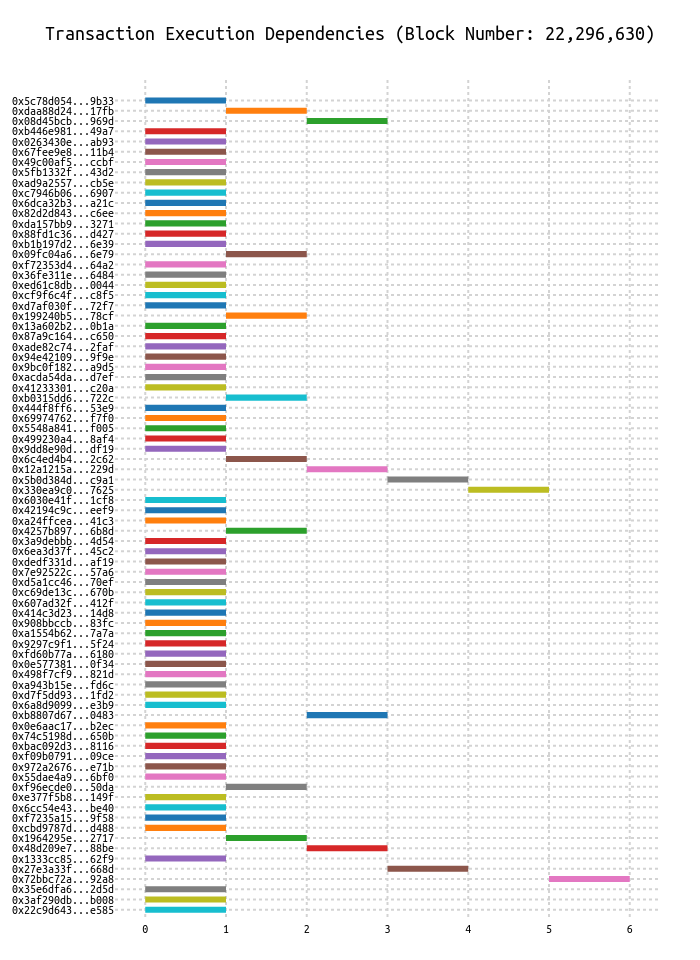 Transaction Execution Dependencies (Block Number: 22,296,630)
0x5c78d054...9b33
0xdaa88d24...17fb
0x08d45bcb...969d
0xb446e981...49a7
0x0263430e...ab93
0x67fee9e8...11b4
0x49c00af5...ccbf
0x5fb1332f...43d2
0xad9a2557...cb5e
0xc7946b06...6907
0x6dca32b3...a21c
0x82d2d843...c6ee
0xda157bb9...3271
0x88fd1c36...d427
0xb1b197d2...6e39
0x09fc04a6...6e79
0xf72353d4...64a2
0x36fe311e...6484
0xed61c8db...0044
0xcf9f6c4f...c8f5
0xd7af030f...72f7
0x199240b5...78cf
0x13a602b2...0b1a
0x87a9c164...c650
0xade82c74...2faf
0x94e42109...9f9e
0x9bc0f182...a9d5
0xacda54da...d7ef
0x41233301...c20a
0xb0315dd6...722c
0x444f8ff6...53e9
0x69974762...f7f0
0x5548a841...f005
0x499230a4...8af4
0x9dd8e90d...df19
0x6c4ed4b4...2c62
0x12a1215a...229d
0x5b0d384d...c9a1
0x330ea9c0...7625
0x6030e41f...1cf8
0x42194c9c...eef9
0xa24ffcea...41c3
0x4257b897...6b8d
0x3a9debbb...4d54
0x6ea3d37f...45c2
0xdedf331d...af19
0x7e92522c...57a6
0xd5a1cc46...70ef
0xc69de13c...670b
0x607ad32f...412f
0x414c3d23...14d8
0x908bbccb...83fc
0xa1554b62...7a7a
0x9297c9f1...5f24
0xfd60b77a...6180
0x0e577381...0f34
0x498f7cf9...821d
0xa943b15e...fd6c
0xd7f5dd93...1fd2
0x6a8d9099...e3b9
0xb8807d67...0483
0x0e6aac17...b2ec
0x74c5198d...650b
0xbac092d3...8116
0xf09b0791...09ce
0x972a2676...e71b
0x55dae4a9...6bf0
0xf96ecde0...50da
0xe377f5b8...149f
0x6cc54e43...be40
0xf7235a15...9f58
0xcbd9787d...d488
0x1964295e...2717
0x48d209e7...88be
0x1333cc85...62f9
0x27e3a33f...668d
0x72bbc72a...92a8
0x35e6dfa6...2d5d
0x3af290db...b008
0x22c9d643...e585
0 1 2 3 4 5 6